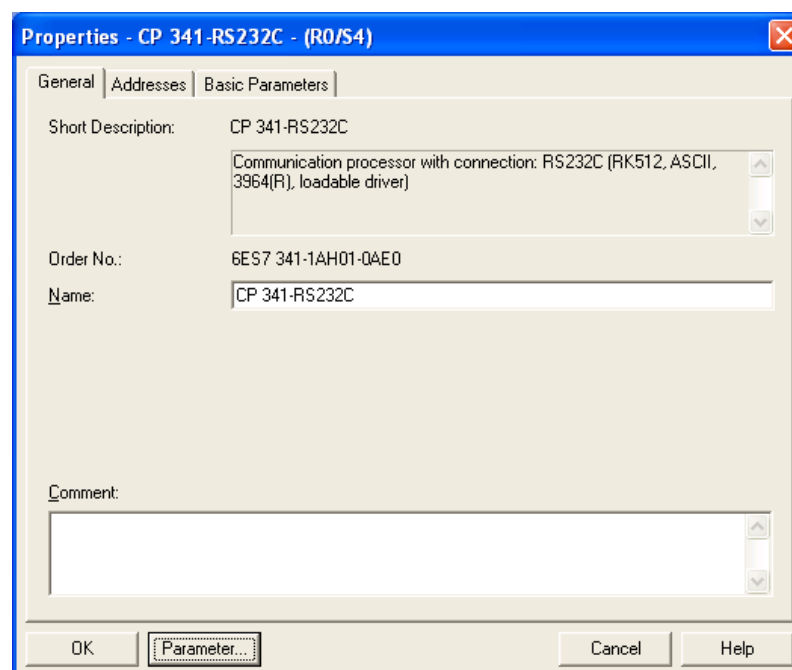 Properties - CP 341-RS232C - (R0/S4)
General Addresses Basic Parameters
Short Description: CP 341-RS232C
Communication processor with connection: RS232C (RK512, ASCII,
3964(R), loadable driver)
Order No.: 6ES7 341-1AH01-0AE0
Name: CP 341-RS232C
Comment:
OK Parameter... Cancel Help